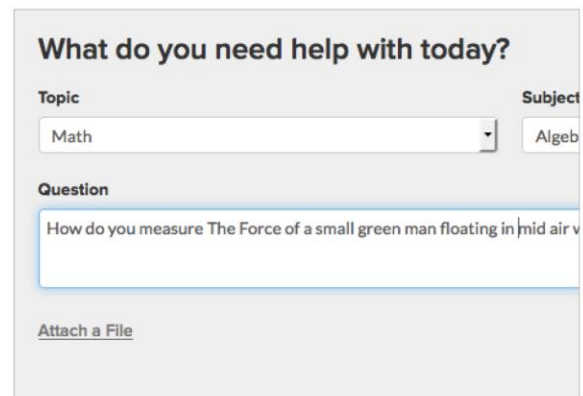 What do you need help with today?
Topic
Subject
Math
Algeb
Question
How do you measure The Force of a small green man floating in mid air w
Attach a File